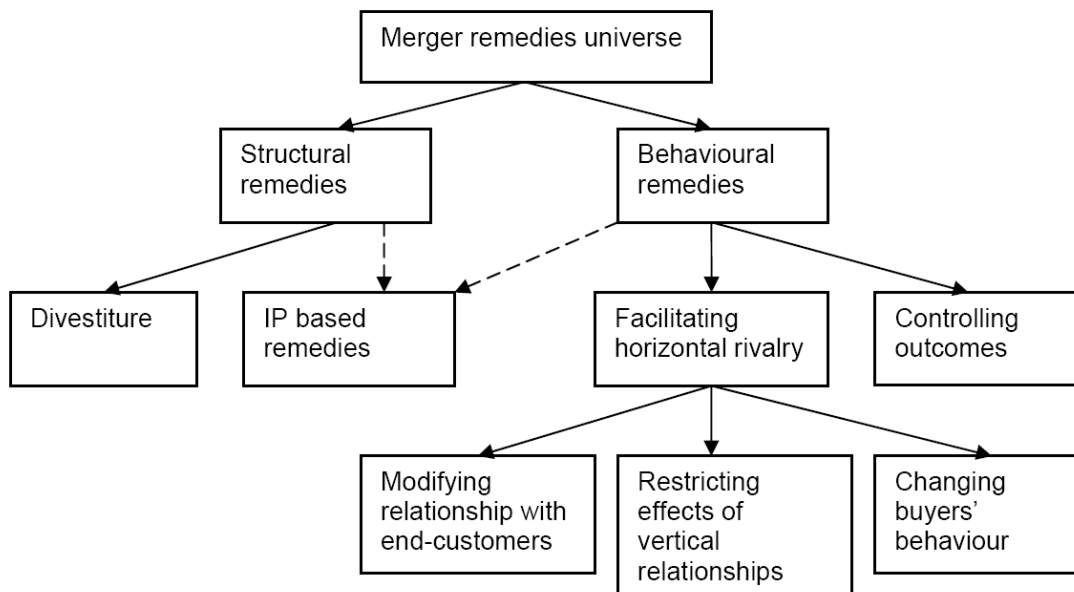 Merger remedies universe
Structural
remedies
Behavioural
remedies
Divestiture
IP based
remedies
Facilitating
horizontal rivalry
Controlling
outcomes
Modifying
relationship with
end-customers
Restricting
effects of
vertical
relationships
Changing
buyers’
behaviour